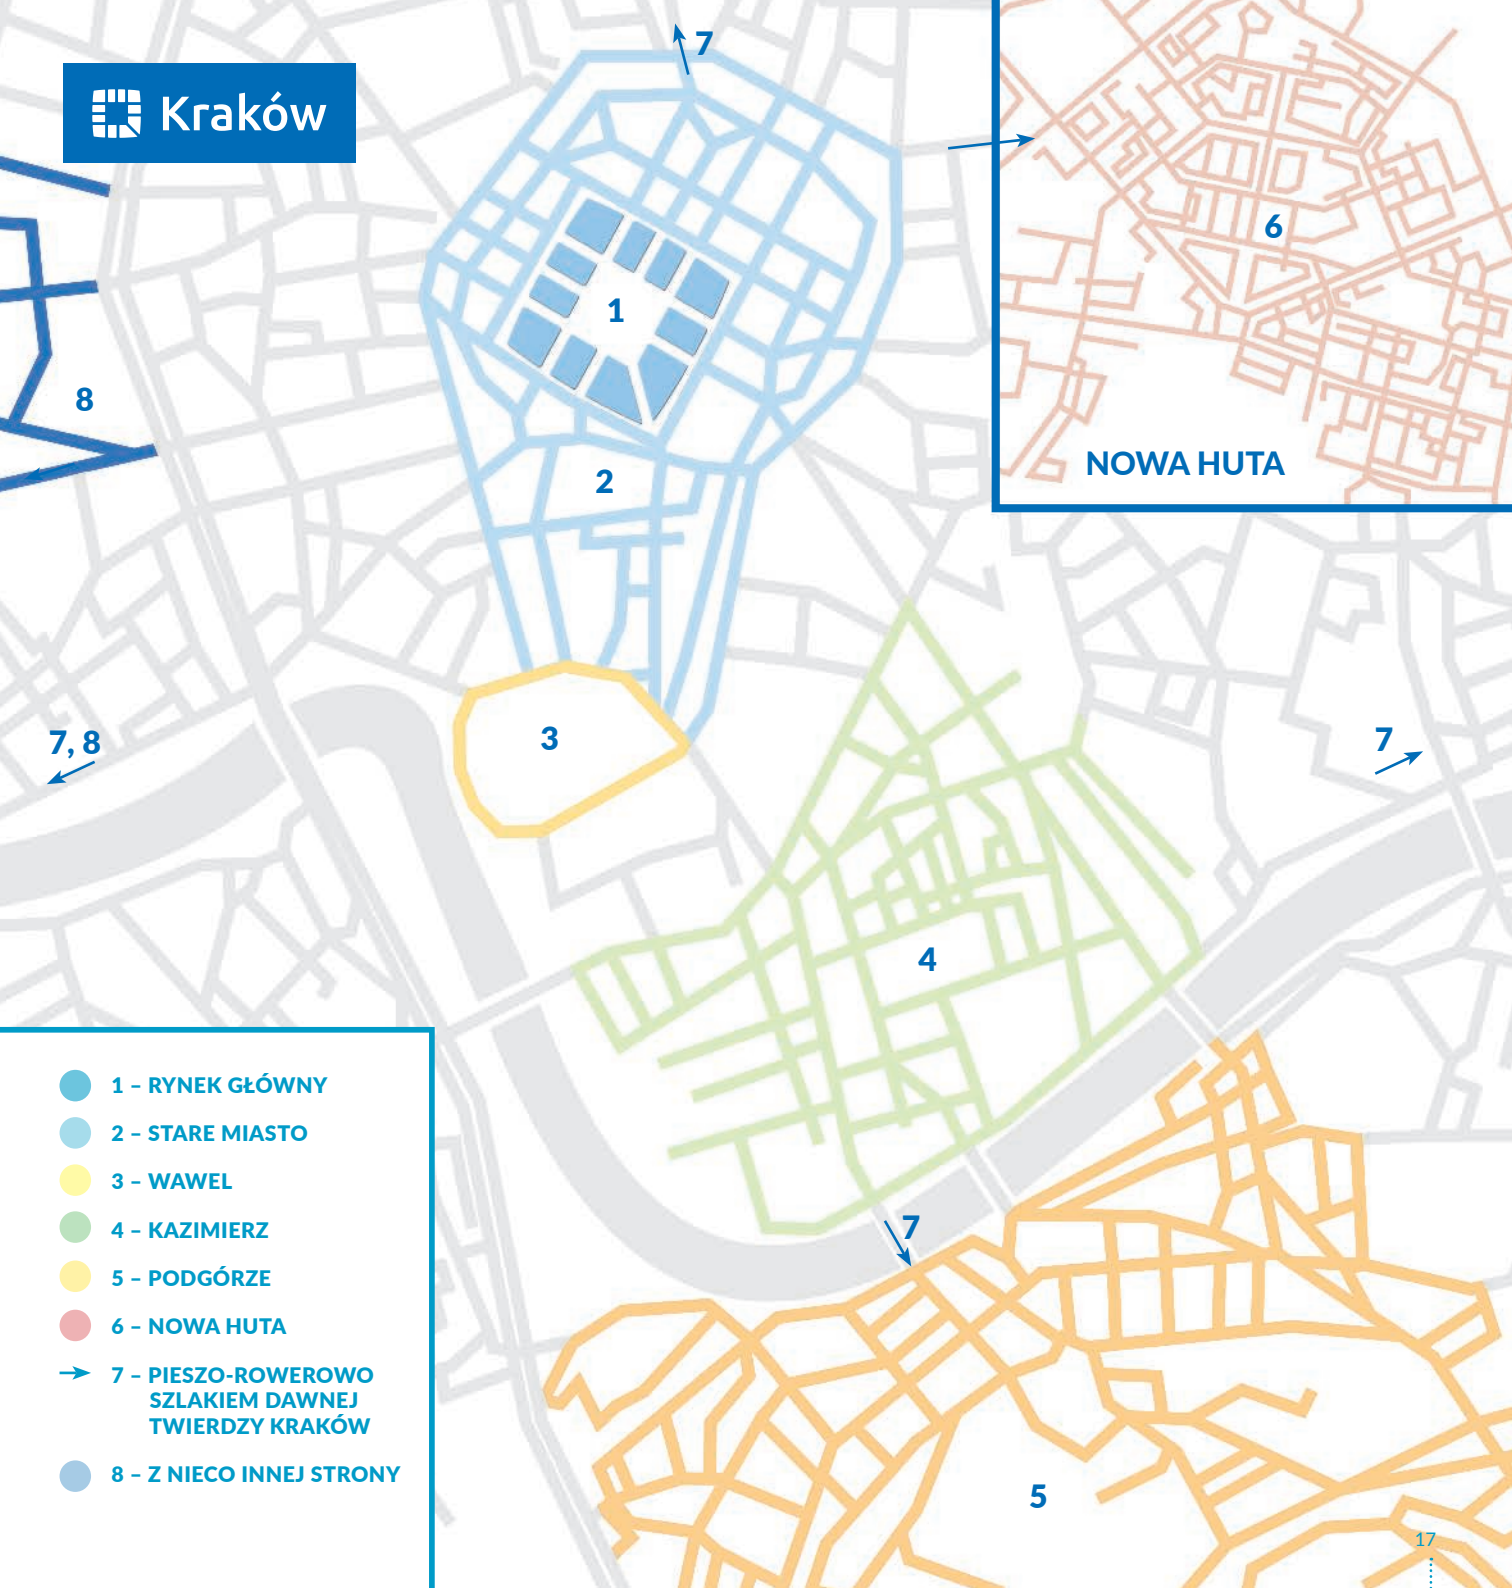 7
Kraków
6
1
8
NOWA HUTA
2
3
7, 8
7
4
1 – RYNEK GŁÓWNY
2 – STARE MIASTO
3 – WAWEL
4 – KAZIMIERZ
5 – PODGÓRZE
6 – NOWA HUTA
7 – PIESZO-ROWEROWO
SZLAKIEM DAWNEJ
TWIERDZY KRAKÓW
8 – Z NIECO INNEJ STRONY
7
5
17